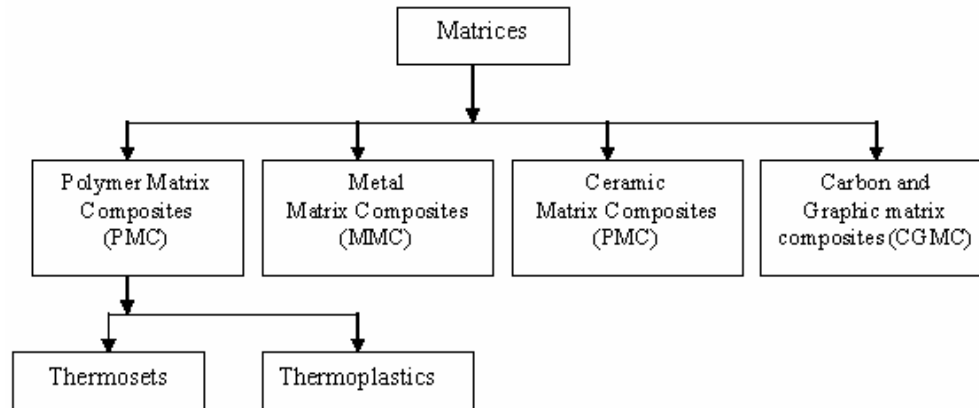 Matrices
Polymer Matrix
Composites
(PMC)
Metal
Matrix Composites
(MMC)
Ceramic
Matrix Composites
(PMC)
Carbon and
Graphic matrix
composites (CGMC)
Thermosets
Thermoplastics